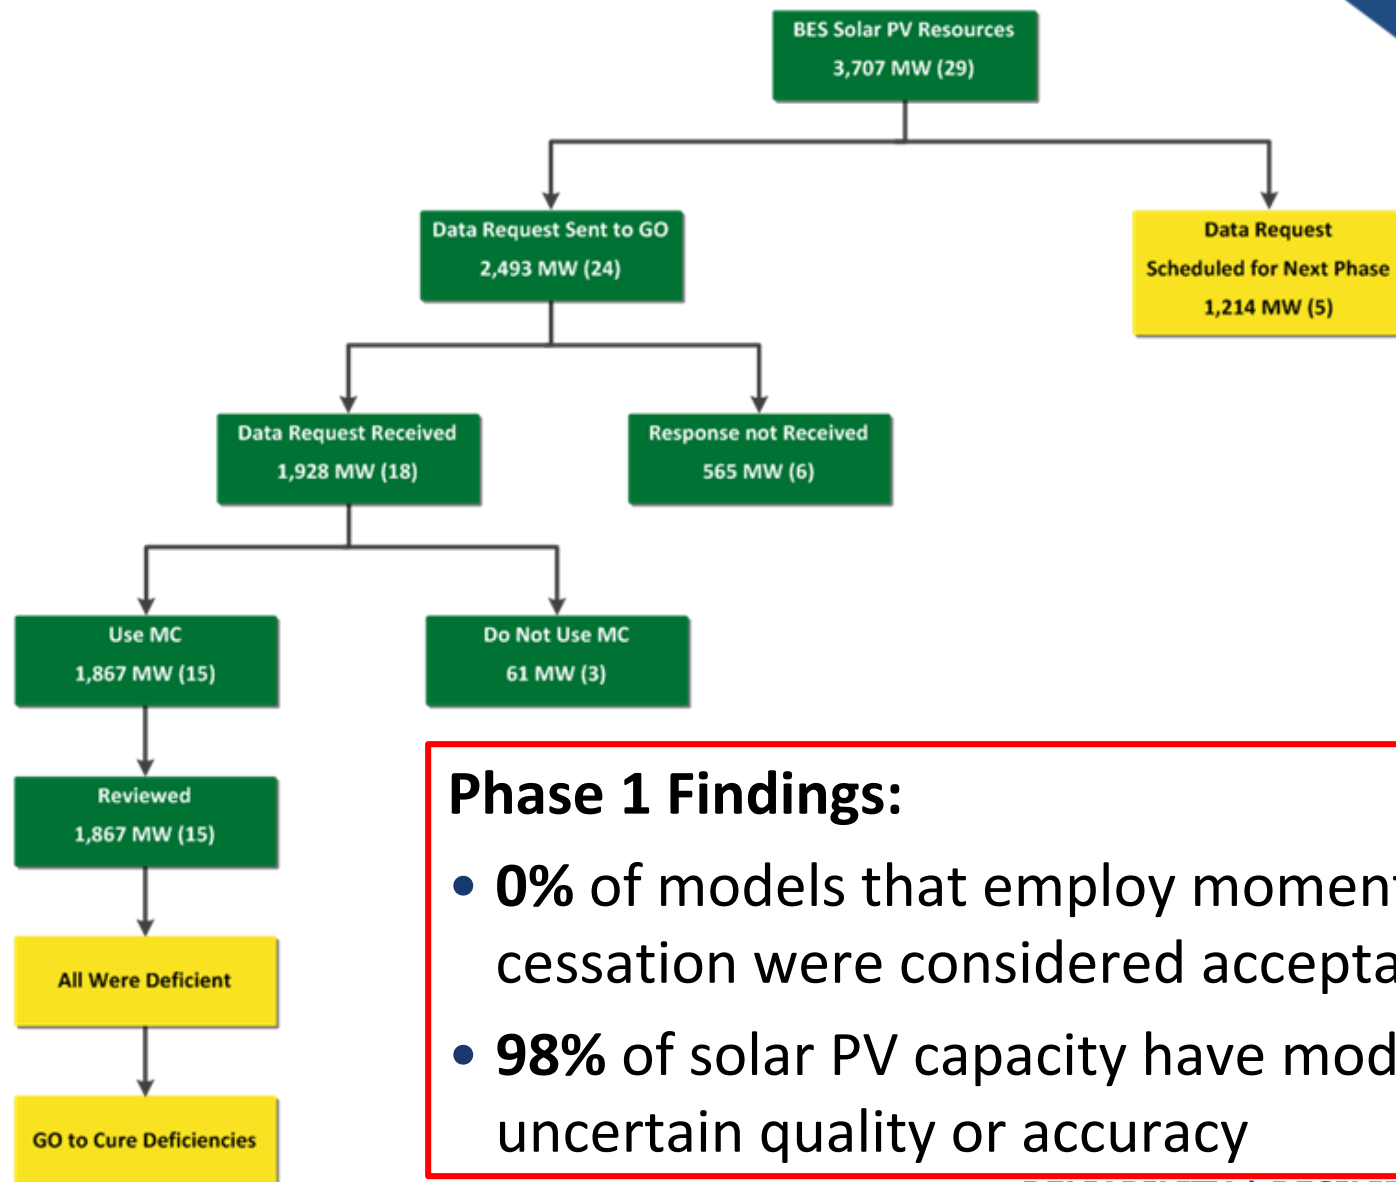 BES Solar PV Resources
3,707 MW (29)
Data Request Sent to GO
2,493 MW (24)
Data Request
Scheduled for Next Phase
1,214 MW (5)
Data Request Received
1,928 MW (18)
Response not Received
565 MW (6)
Use MC
1,867 MW (15)
Do Not Use MC
61 MW (3)
Reviewed
1,867 MW (15)
All Were Deficient
GO to Cure Deficiencies
Phase 1 Findings:
• 0% of models that employ moment
cessation were considered accepta
• 98% of solar PV capacity have mod
uncertain quality or accuracy